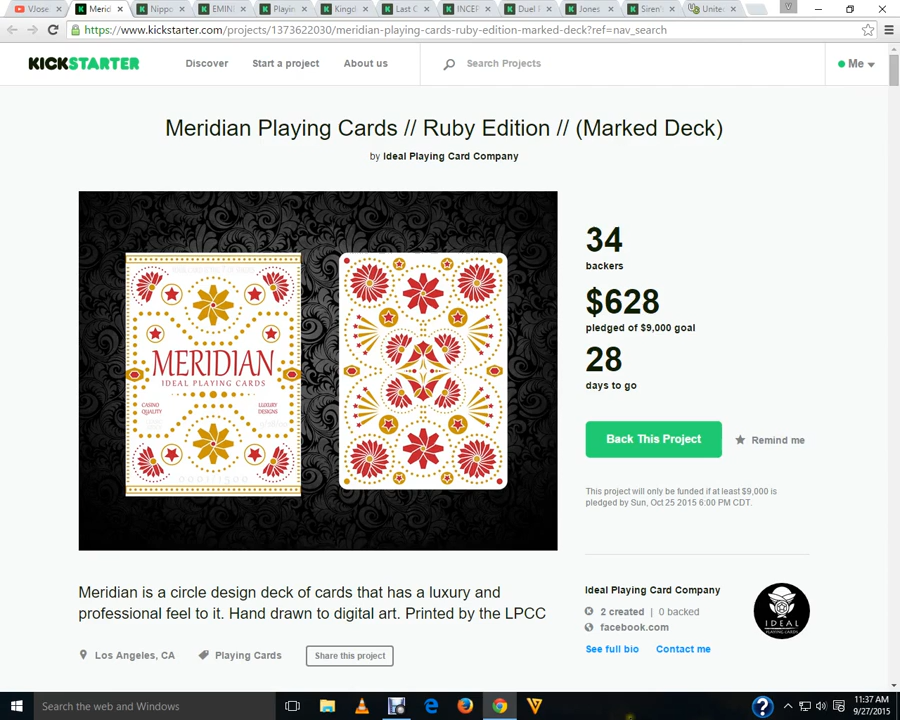 VJose
Merid
Nippo
EMINI
Playin
Kingd
Last C
INCEP
Duel I
Jones
Siren'
Unite
https://www.kickstarter.com/projects/1373622030/meridian-playing-cards-ruby-edition-marked-deck?ref=nav_search
KICKSTARTER
Discover
Start a project
About us
Search Projects
Me
Meridian Playing Cards // Ruby Edition // (Marked Deck)
by Ideal Playing Card Company
MERIDIAN
IDEAL PLAYING CARDS
CASINO
QUALITY
LUXURY
DESIGNS
34
backers
$628
pledged of $9,000 goal
28
days to go
Back This Project
Remind me
This project will only be funded if at least $9,000 is
pledged by Sun, Oct 25 2015 6:00 PM CDT.
Meridian is a circle design deck of cards that has a luxury and
professional feel to it. Hand drawn to digital art. Printed by the LPCC
Los Angeles, CA
Playing Cards
Share this project
Ideal Playing Card Company
2 created | 0 backed
facebook.com
See full bio
Contact me
IDEAL
PLAYING CARDS
Search the web and Windows
11:37 AM
9/27/2015